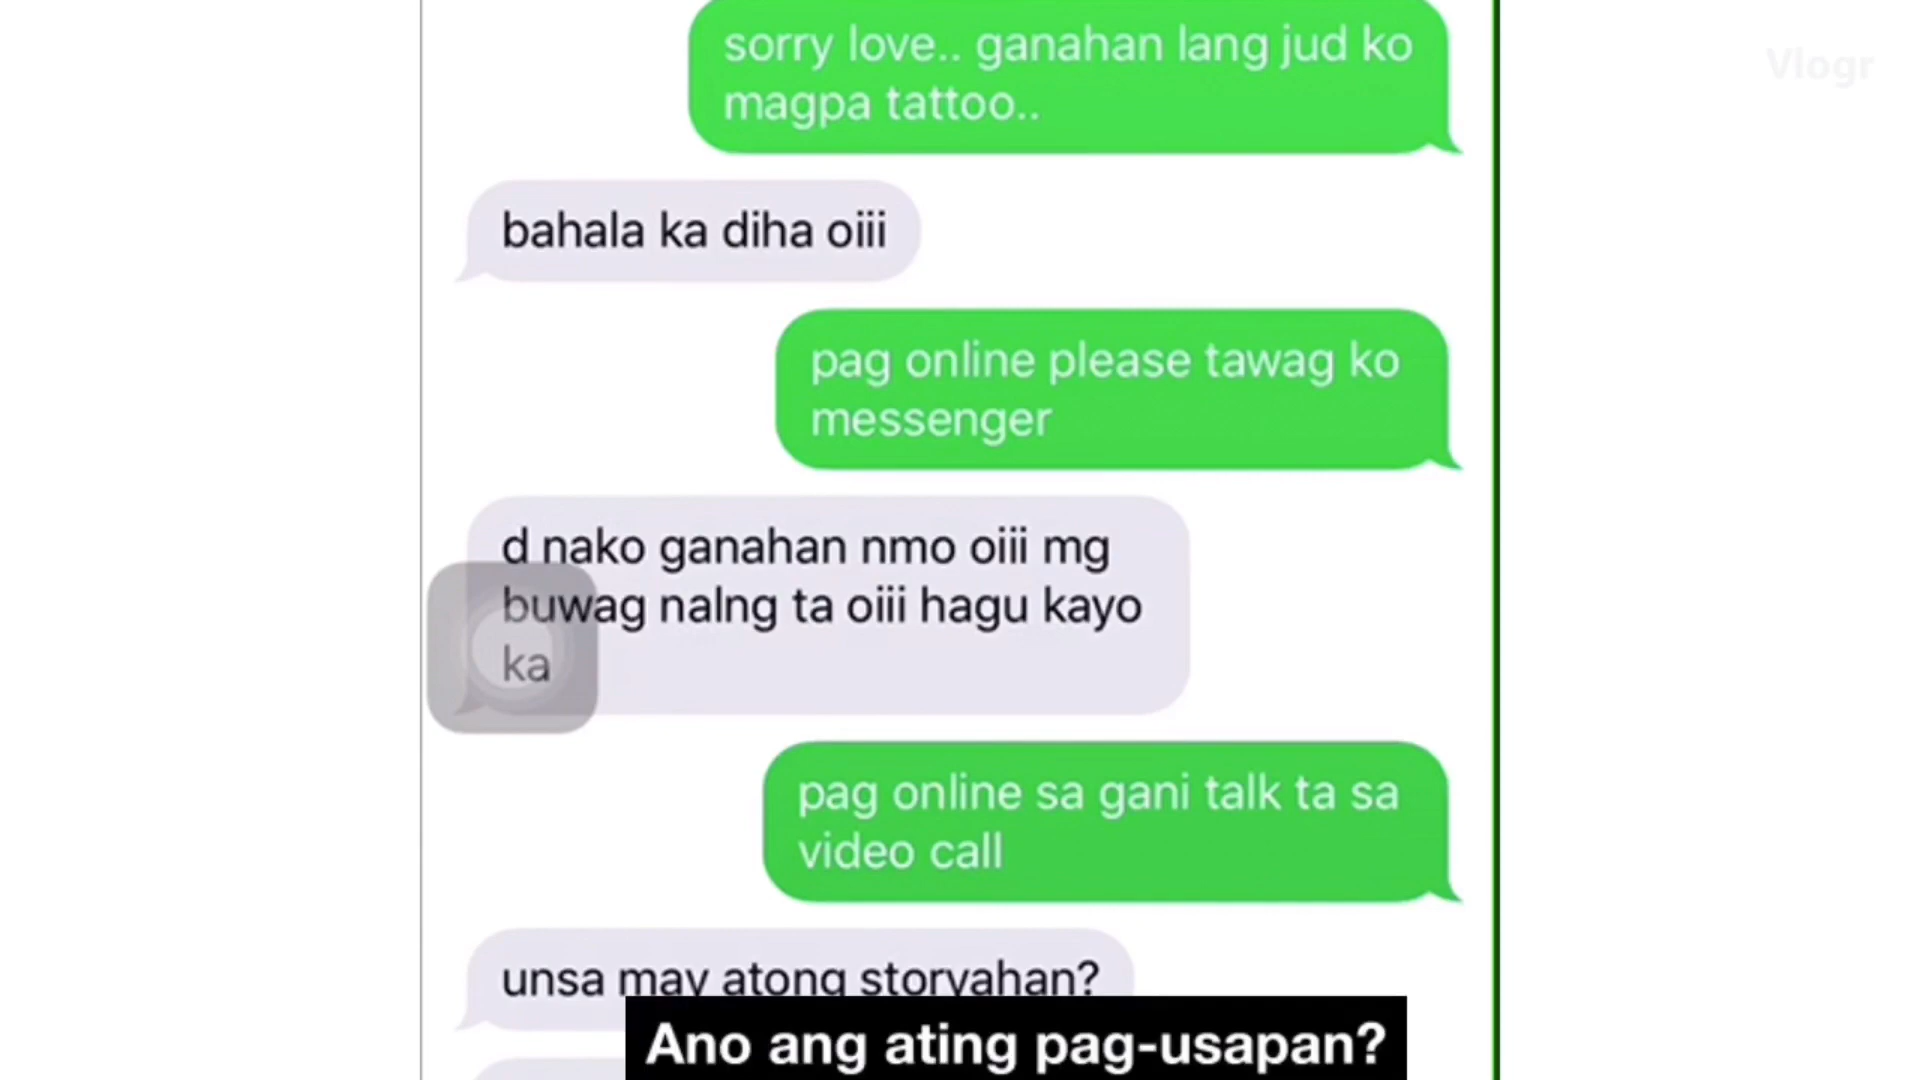 Vlogr
sorry love.. ganahan lang jud ko
magpa tattoo..
bahala ka diha oiii
pag online please tawag ko
messenger
d nako ganahan nmo oiii mg
buwag nalng ta oiii hagu kayo
ka
pag online sa gani talk ta sa
video call
unsa may atong storyahan?
Ano ang ating pag-usapan?